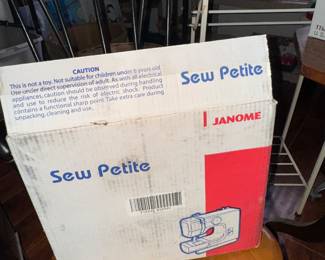 CAUTION
This is not a toy. Not suitable for children under 8 years old.
Use under direct supervision of adult. As with all electrical
appliances, caution should be observed during handling
and use to reduce the risk of electric shock. Product
contains a functional sharp point Take extra care during
unpacking, cleaning and use.
Sew Petite
JANOME
Sew Petite